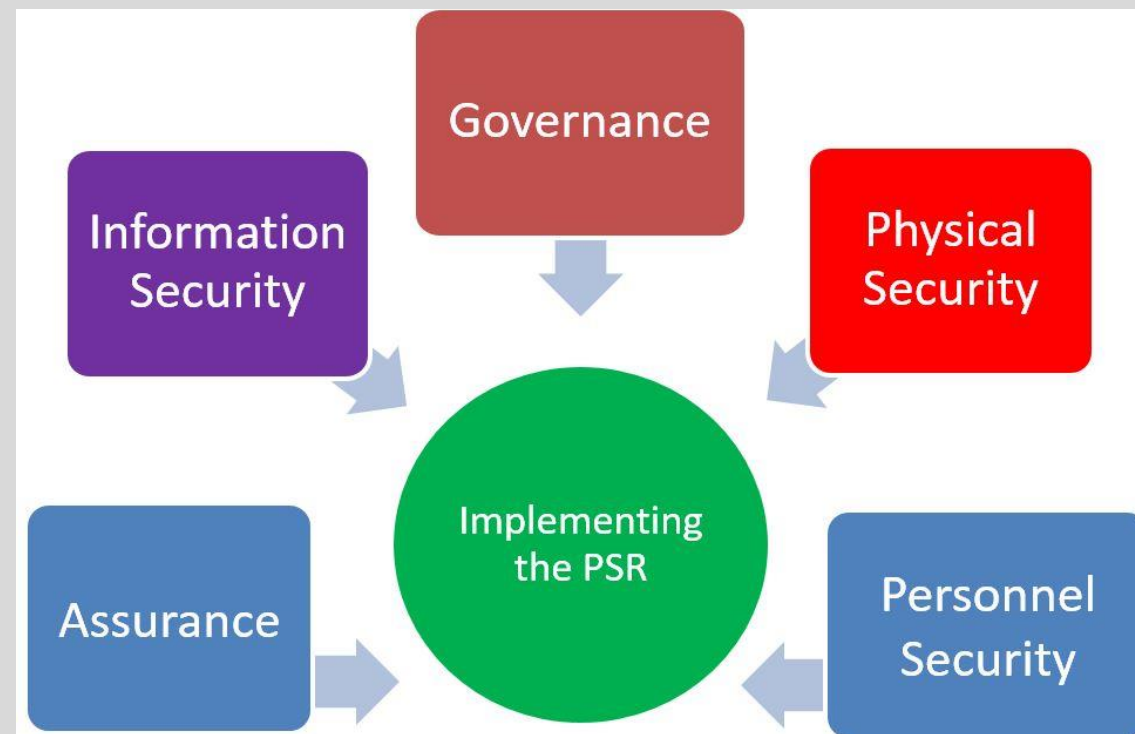 Governance
Information
Security
Physical
Security
Implementing
the PSR
Assurance
Personnel
Security